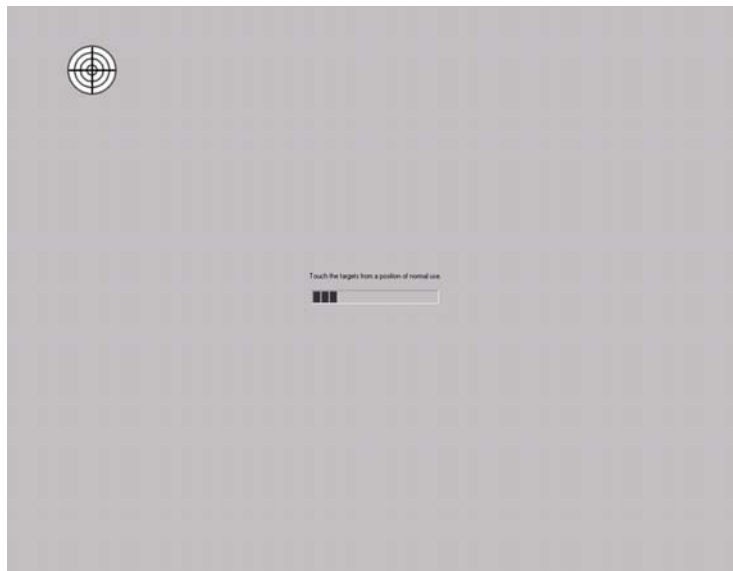 Touch the targets from a position of normal use.